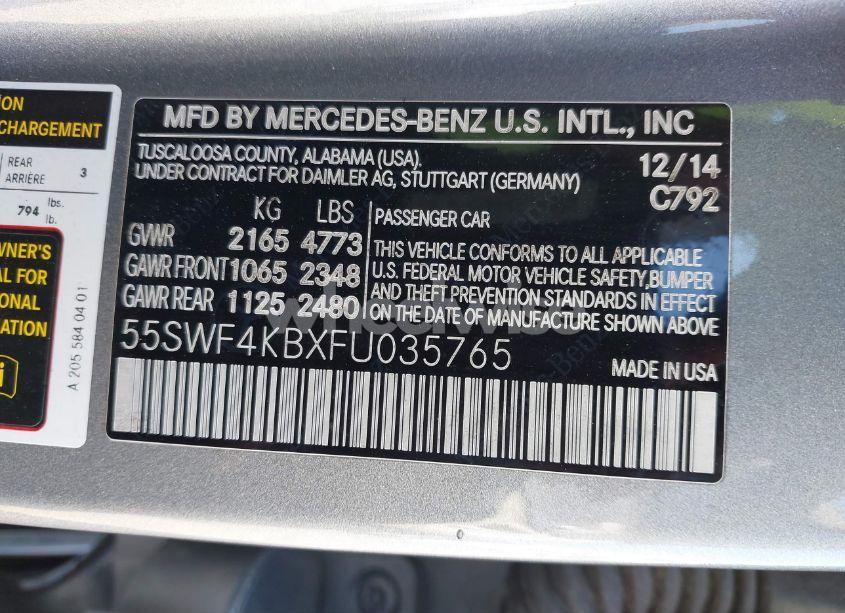 ION
CHARGEMENT
REAR
ARRIÈRE 3
794 lbs.
lb.
OWNER'S
AL FOR
IONAL
ATION
i
A 205 584 04 01
MFD BY MERCEDES-BENZ U.S. INTL., INC
TUSCALOOSA COUNTY, ALABAMA (USA). 12/14
UNDER CONTRACT FOR DAIMLER AG, STUTTGART (GERMANY) C792
KG LBS PASSENGER CAR
GVWR 2165 4773 THIS VEHICLE CONFORMS TO ALL APPLICABLE
GAWR FRONT 1065 2348 U.S. FEDERAL MOTOR VEHICLE SAFETY,BUMPER
GAWR REAR 1125 2480 AND THEFT PREVENTION STANDARDS IN EFFECT
ON THE DATE OF MANUFACTURE SHOWN ABOVE.
55SWF4KBXFU035765
MADE IN USA